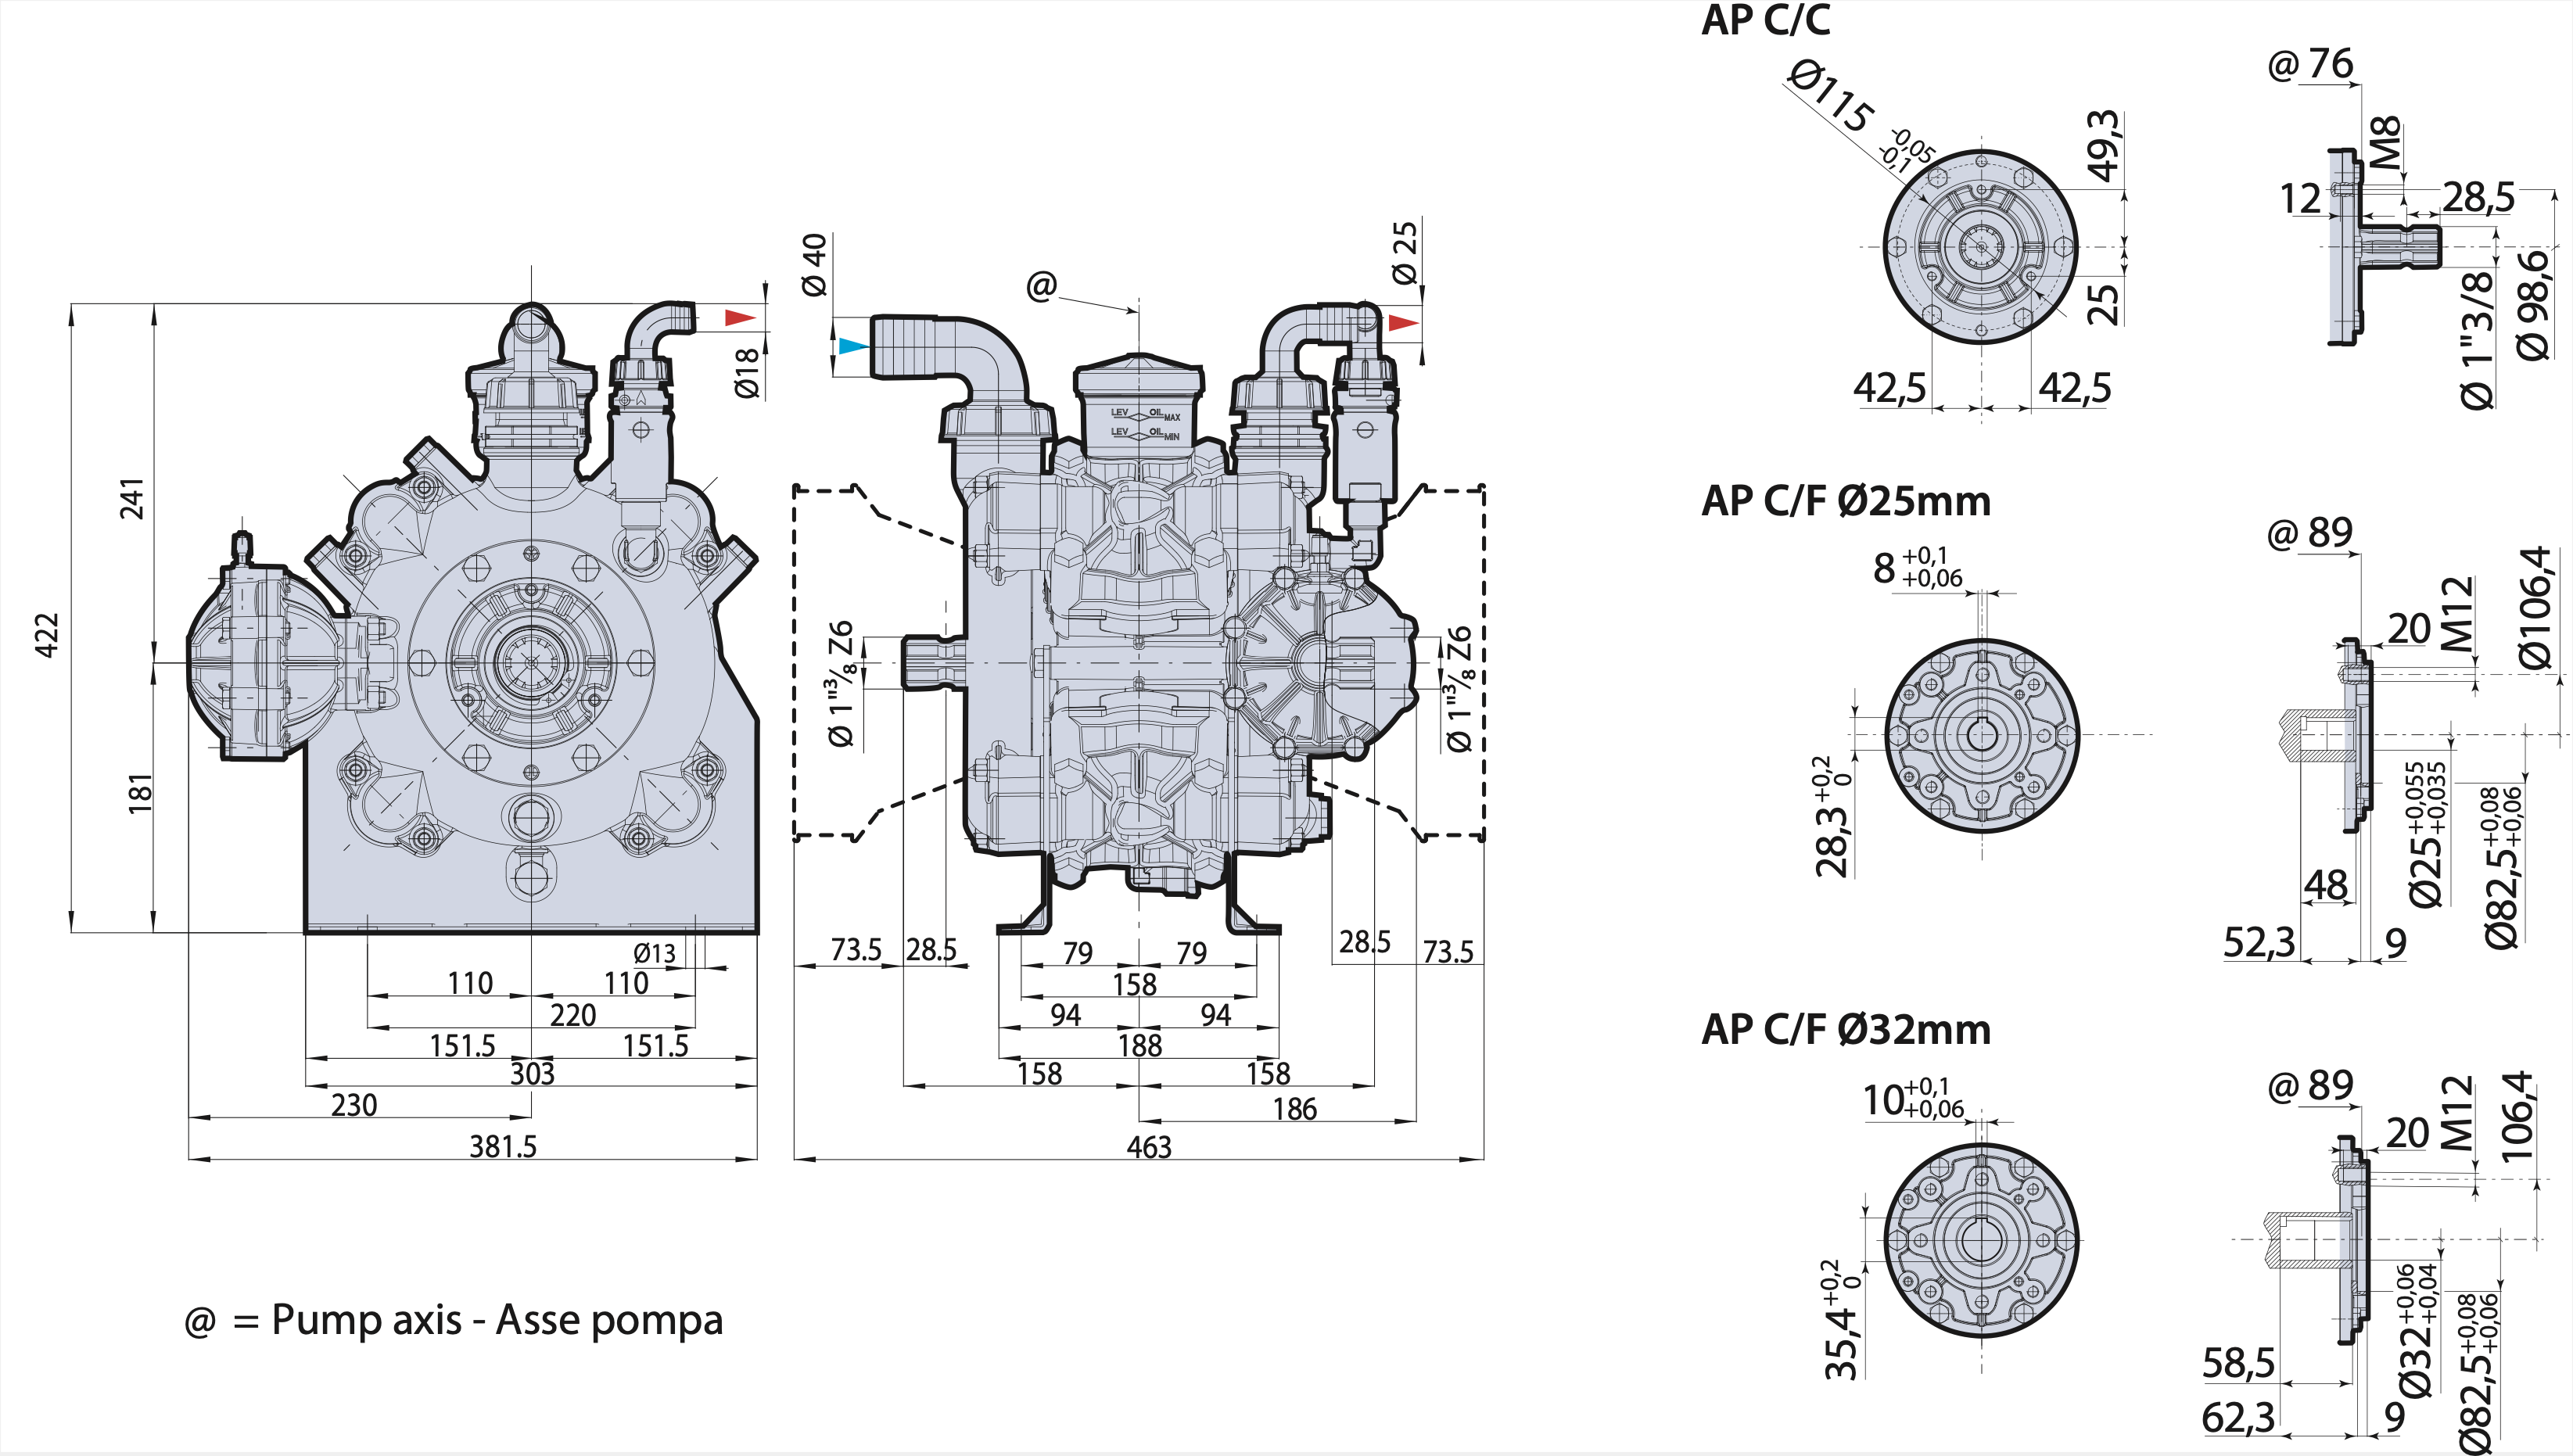 Ø 40
@
Ø 25
Ø18
LEV OIL MAX
LEV OIL MIN
241
422
181
Ø 1"3/8 Z6
Ø 1"3/8 Z6
Ø13
110
110
220
151.5
151.5
303
230
381.5
73.5
28.5
79
79
28.5
73.5
158
94
94
188
158
158
186
463
@ = Pump axis - Asse pompa
AP C/C
Ø115 -0,05 -0,1
49,3
25
42,5
42,5
@ 76
M8
12
28,5
Ø 1"3/8
Ø 98,6
AP C/F Ø25mm
8 +0,1 +0,06
28,3 +0,2 0
@ 89
20
M12
Ø106,4
48
52,3
9
Ø25 +0,055 +0,035
Ø82,5 +0,08 +0,06
AP C/F Ø32mm
10 +0,1 +0,06
35,4 +0,2 0
@ 89
20
M12
106,4
58,5
62,3
9
Ø32 +0,06 +0,04
Ø82,5 +0,08 +0,06